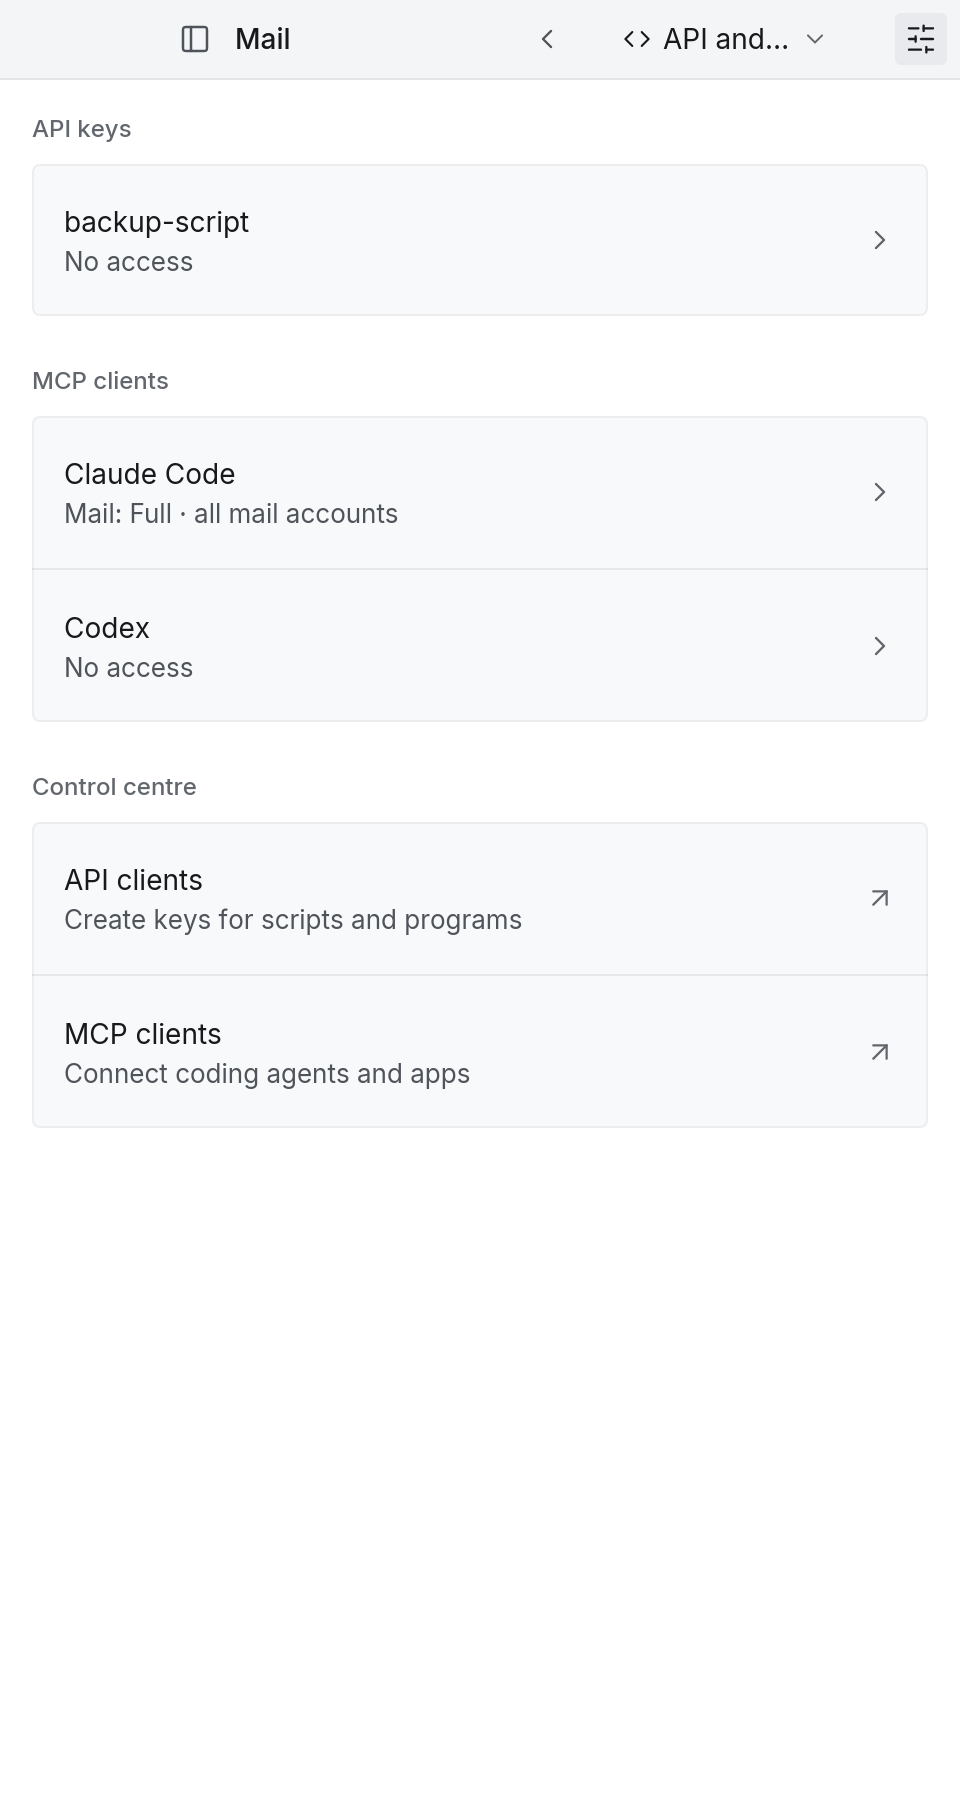 Mail
API and...
API keys
backup-script
No access
MCP clients
Claude Code
Mail: Full · all mail accounts
Codex
No access
Control centre
API clients
Create keys for scripts and programs
MCP clients
Connect coding agents and apps